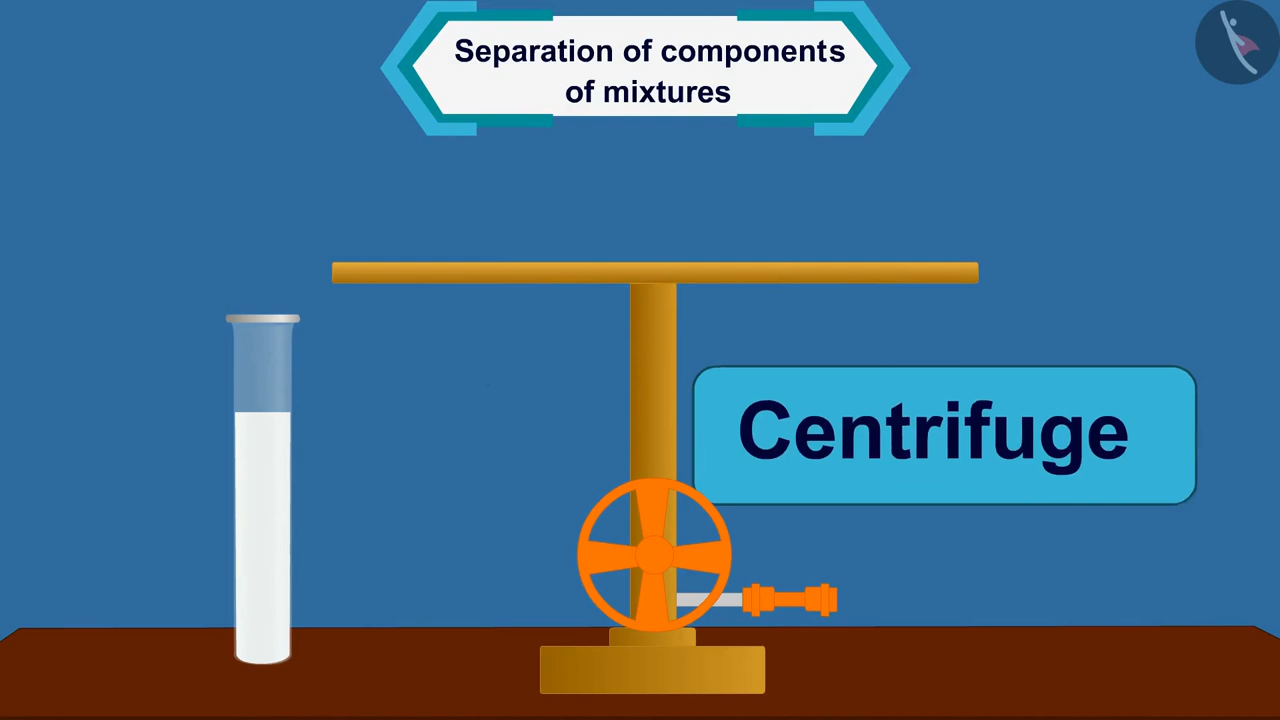 Separation of components
of mixtures
Centrifuge